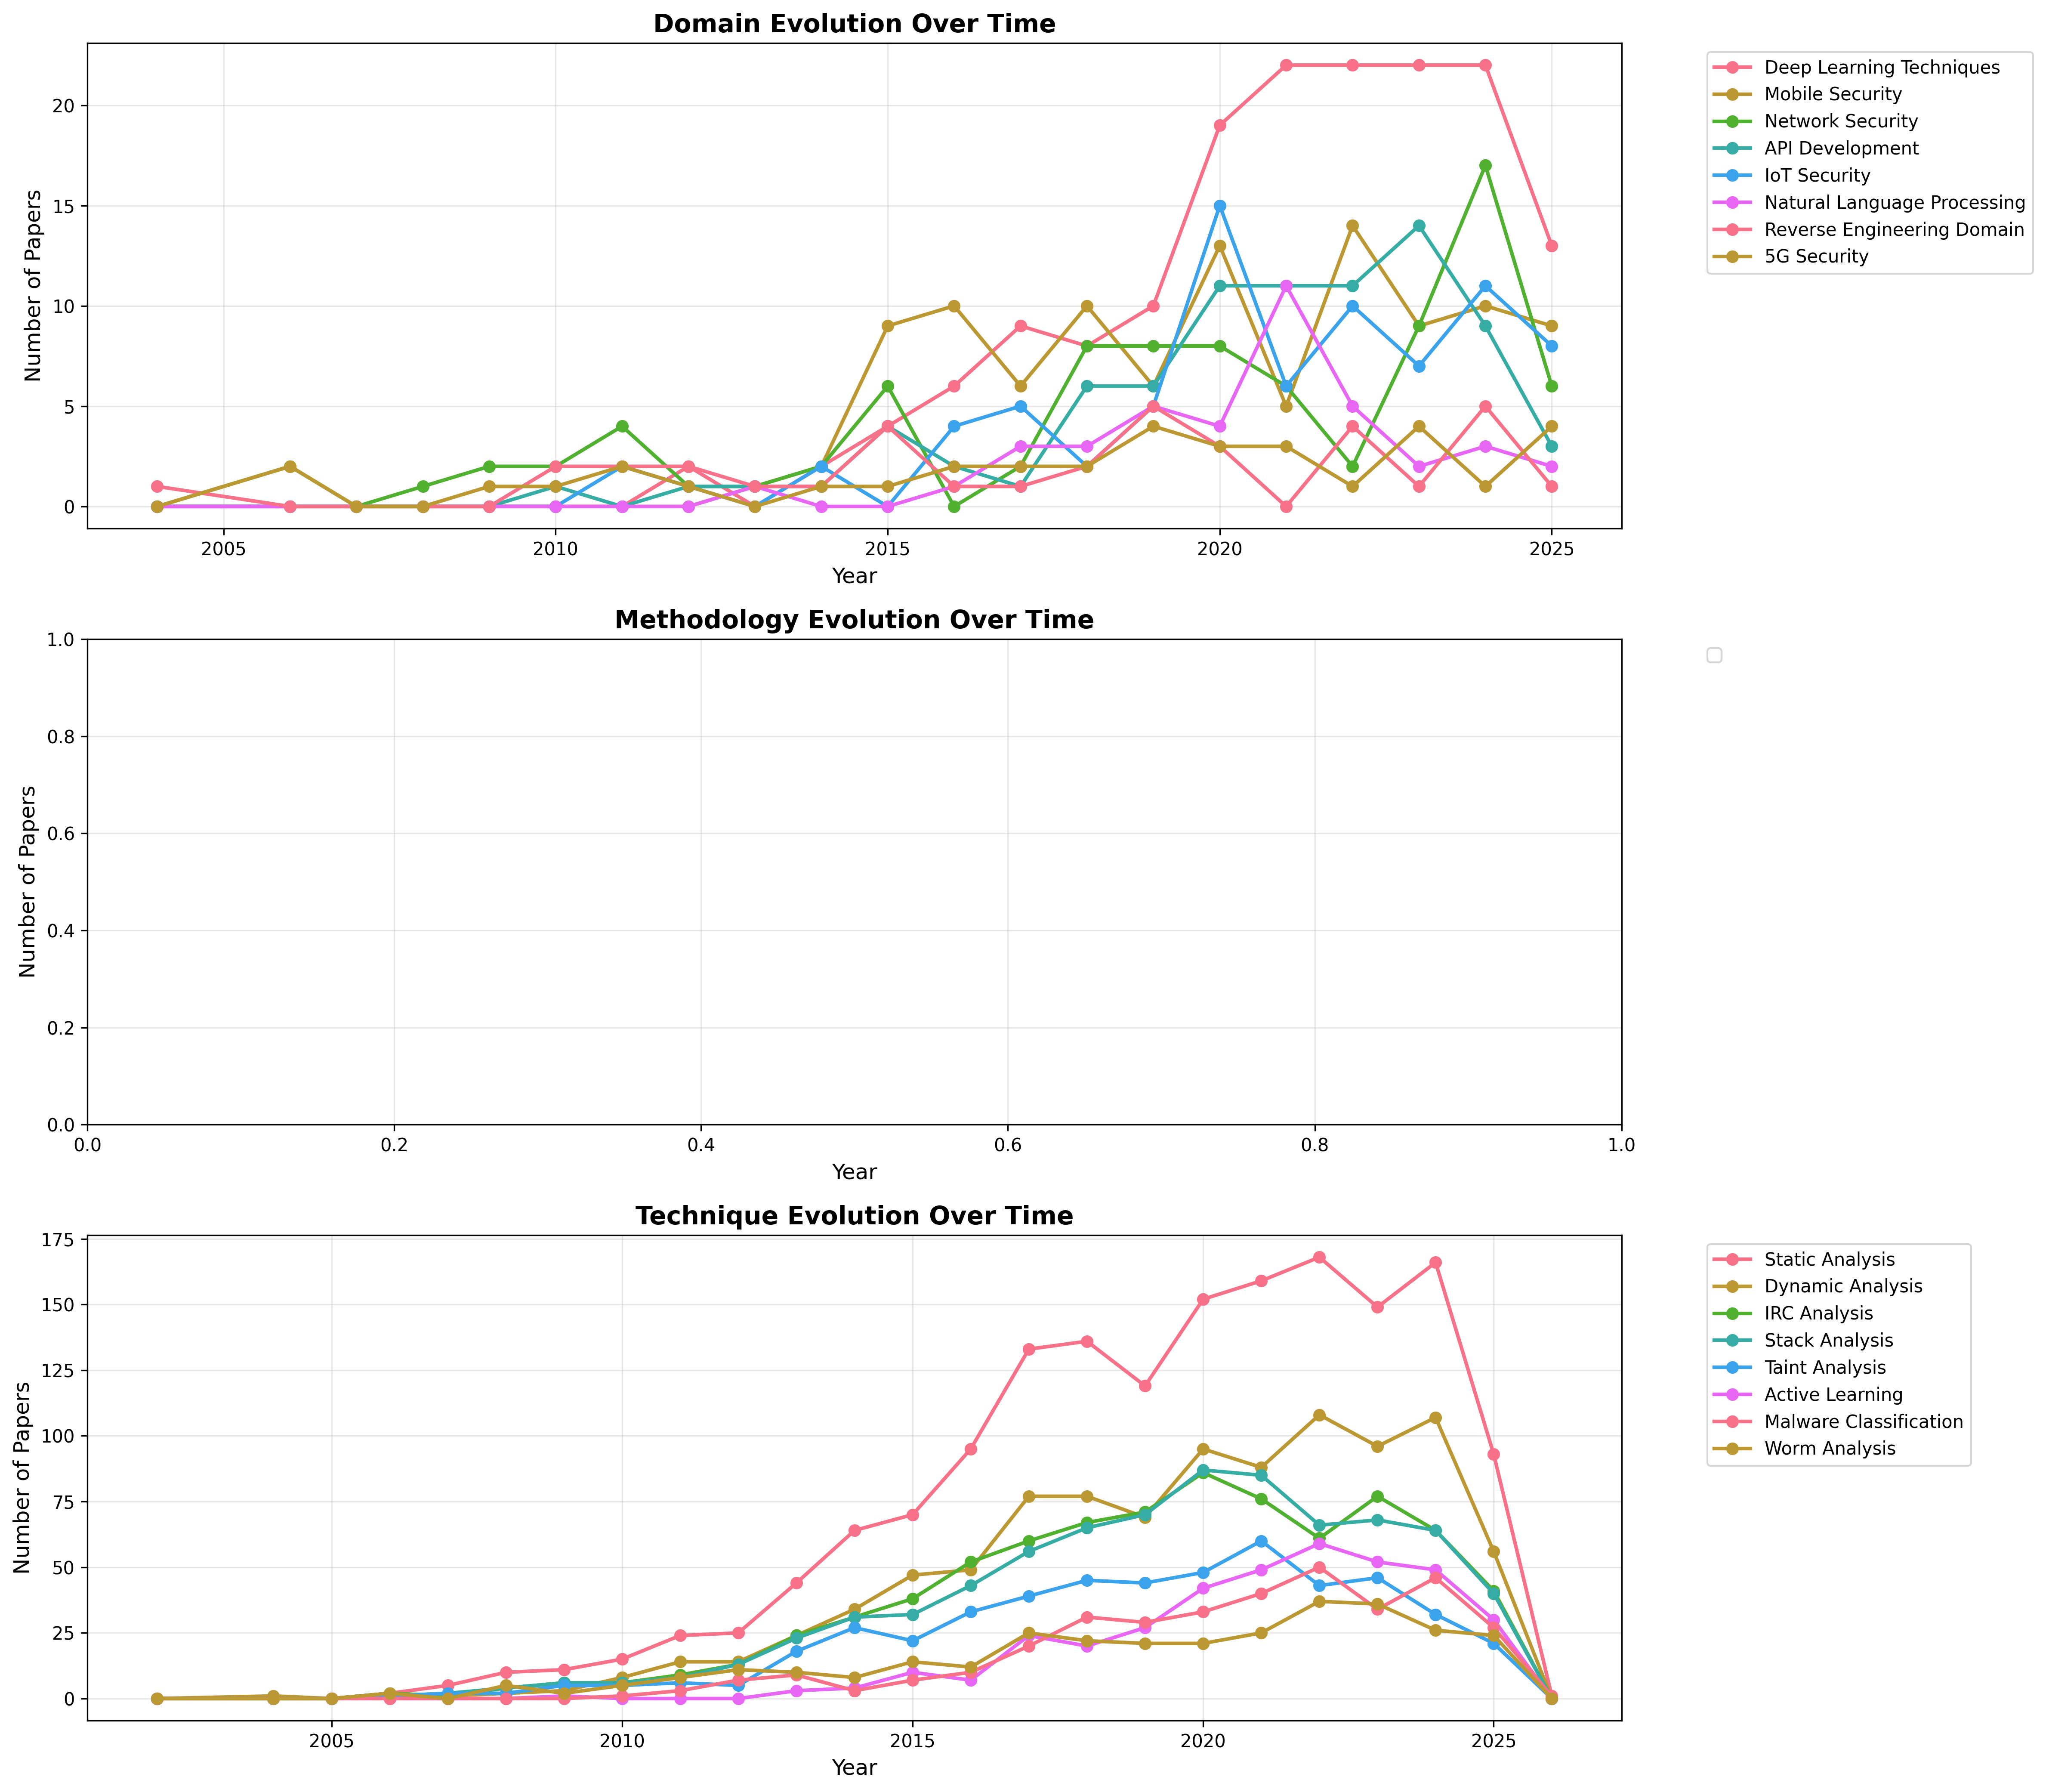 Domain Evolution Over Time
Number of Papers
20
15
10
5
0
2005 2010 2015 2020 2025
Year
Deep Learning Techniques
Mobile Security
Network Security
API Development
IoT Security
Natural Language Processing
Reverse Engineering Domain
5G Security
Methodology Evolution Over Time
Number of Papers
1.0
0.8
0.6
0.4
0.2
0.0
0.0 0.2 0.4 0.6 0.8 1.0
Year
Technique Evolution Over Time
Number of Papers
175
150
125
100
75
50
25
0
2005 2010 2015 2020 2025
Year
Static Analysis
Dynamic Analysis
IRC Analysis
Stack Analysis
Taint Analysis
Active Learning
Malware Classification
Worm Analysis